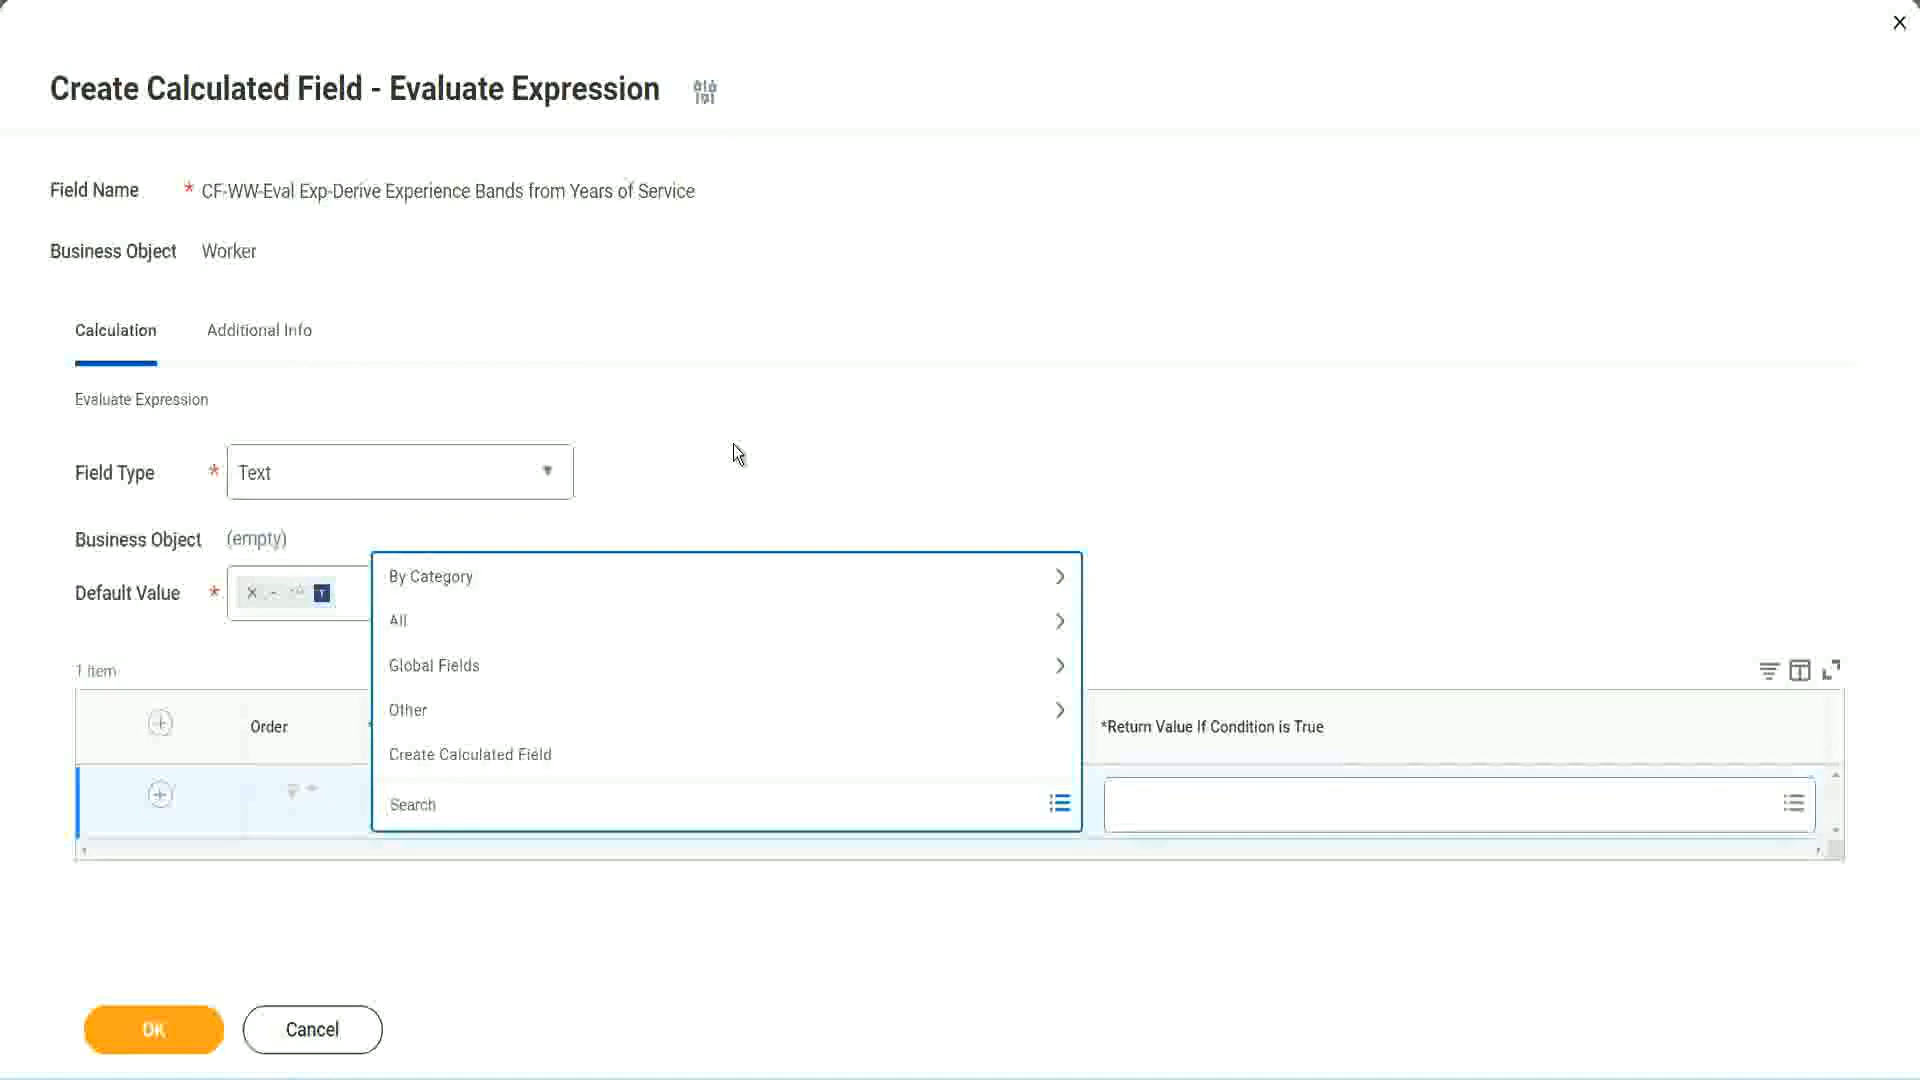 Create Calculated Field - Evaluate Expression
Field Name * CF-WW-Eval Exp-Derive Experience Bands from Years of Service
Business Object Worker
Calculation Additional Info
Evaluate Expression
Field Type * Text
Business Object (empty)
Default Value * T
By Category
All
Global Fields
Other
Create Calculated Field
Search
1 item
Order
*Return Value If Condition is True
OK Cancel